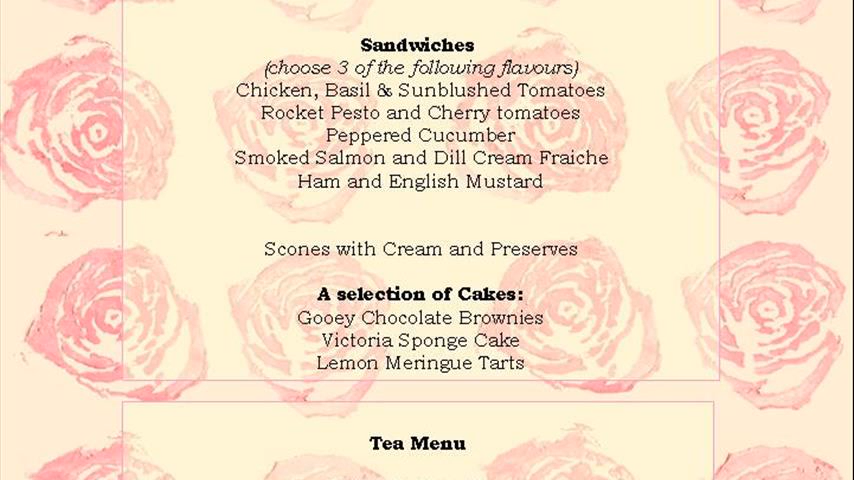 Sandwiches
(choose 3 of the following flavours)
Chicken, Basil & Sunblushed Tomatoes
Rocket Pesto and Cherry tomatoes
Peppered Cucumber
Smoked Salmon and Dill Cream Fraiche
Ham and English Mustard
Scones with Cream and Preserves
A selection of Cakes:
Gooey Chocolate Brownies
Victoria Sponge Cake
Lemon Meringue Tarts
Tea Menu